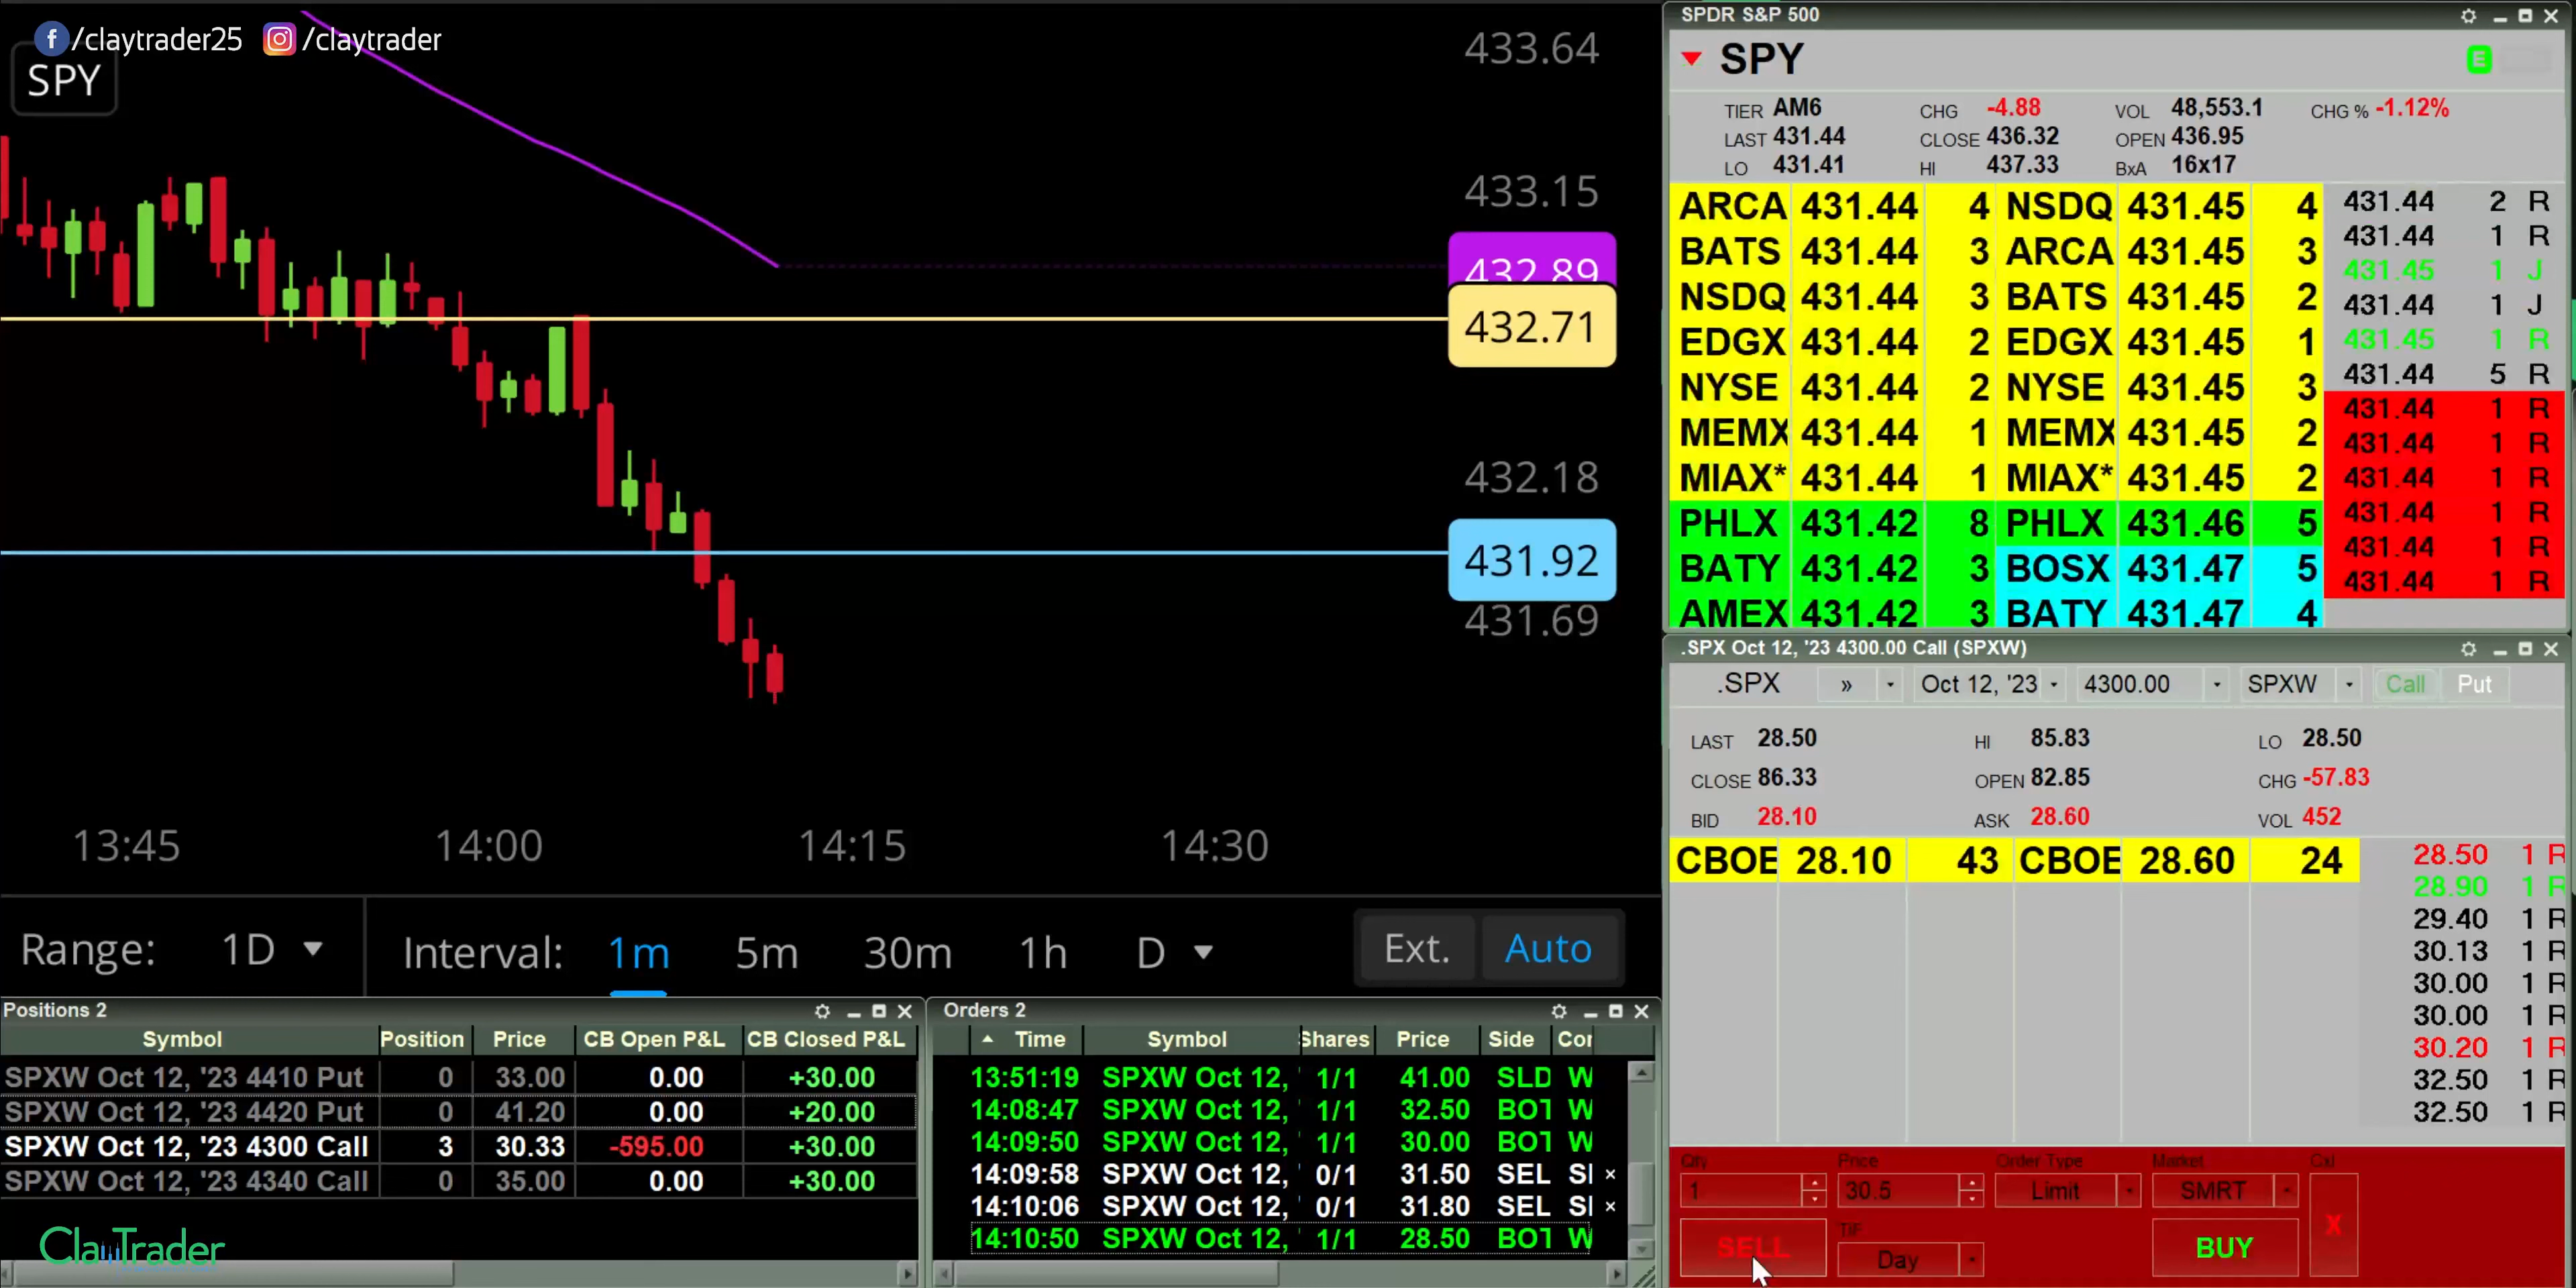 /claytrader25 /claytrader
SPY
433.64
433.15
432.89
432.71
432.18
431.92
431.69
13:45 14:00 14:15 14:30
Range: 1D Interval: 1m 5m 30m 1h D Ext. Auto
Positions 2
Symbol Position Price CB Open P&L CB Closed P&L
SPXW Oct 12, '23 4410 Put 0 33.00 0.00 +30.00
SPXW Oct 12, '23 4420 Put 0 41.20 0.00 +20.00
SPXW Oct 12, '23 4300 Call 3 30.33 -595.00 +30.00
SPXW Oct 12, '23 4340 Call 0 35.00 0.00 +30.00
ClayTrader
Orders 2
Time Symbol Shares Price Side Cor
13:51:19 SPXW Oct 12, ' 1/1 41.00 SLD W
14:08:47 SPXW Oct 12, ' 1/1 32.50 BOT W
14:09:50 SPXW Oct 12, ' 1/1 30.00 BOT W
14:09:58 SPXW Oct 12, ' 0/1 31.50 SEL SI ×
14:10:06 SPXW Oct 12, ' 0/1 31.80 SEL SI ×
14:10:50 SPXW Oct 12, ' 1/1 28.50 BOT W
SPDR S&P 500
SPY E
TIER AM6 CHG -4.88 VOL 48,553.1 CHG % -1.12%
LAST 431.44 CLOSE 436.32 OPEN 436.95
LO 431.41 HI 437.33 BxA 16x17
ARCA 431.44 4 NSDQ 431.45 4
BATS 431.44 3 ARCA 431.45 3
NSDQ 431.44 3 BATS 431.45 2
EDGX 431.44 2 EDGX 431.45 1
NYSE 431.44 2 NYSE 431.45 3
MEMX 431.44 1 MEMX 431.45 2
MIAX* 431.44 1 MIAX* 431.45 2
PHLX 431.42 8 PHLX 431.46 5
BATY 431.42 3 BOSX 431.47 5
AMEX 431.42 3 BATY 431.47 4
431.44 2 R
431.44 1 R
431.45 1 J
431.44 1 J
431.45 1 R
431.44 5 R
431.44 1 R
431.44 1 R
431.44 1 R
431.44 1 R
431.44 1 R
431.44 1 R
.SPX Oct 12, '23 4300.00 Call (SPXW)
.SPX » Oct 12, '23 4300.00 SPXW Call Put
LAST 28.50 HI 85.83 LO 28.50
CLOSE 86.33 OPEN 82.85 CHG -57.83
BID 28.10 ASK 28.60 VOL 452
CBOE 28.10 43 CBOE 28.60 24
28.50 1 R
28.90 1 R
29.40 1 R
30.13 1 R
30.00 1 R
30.00 1 R
30.20 1 R
32.50 1 R
32.50 1 R
Qty Price Order Type Market Cxl
1 30.5 Limit SMRT X
SELL TIF BUY
Day